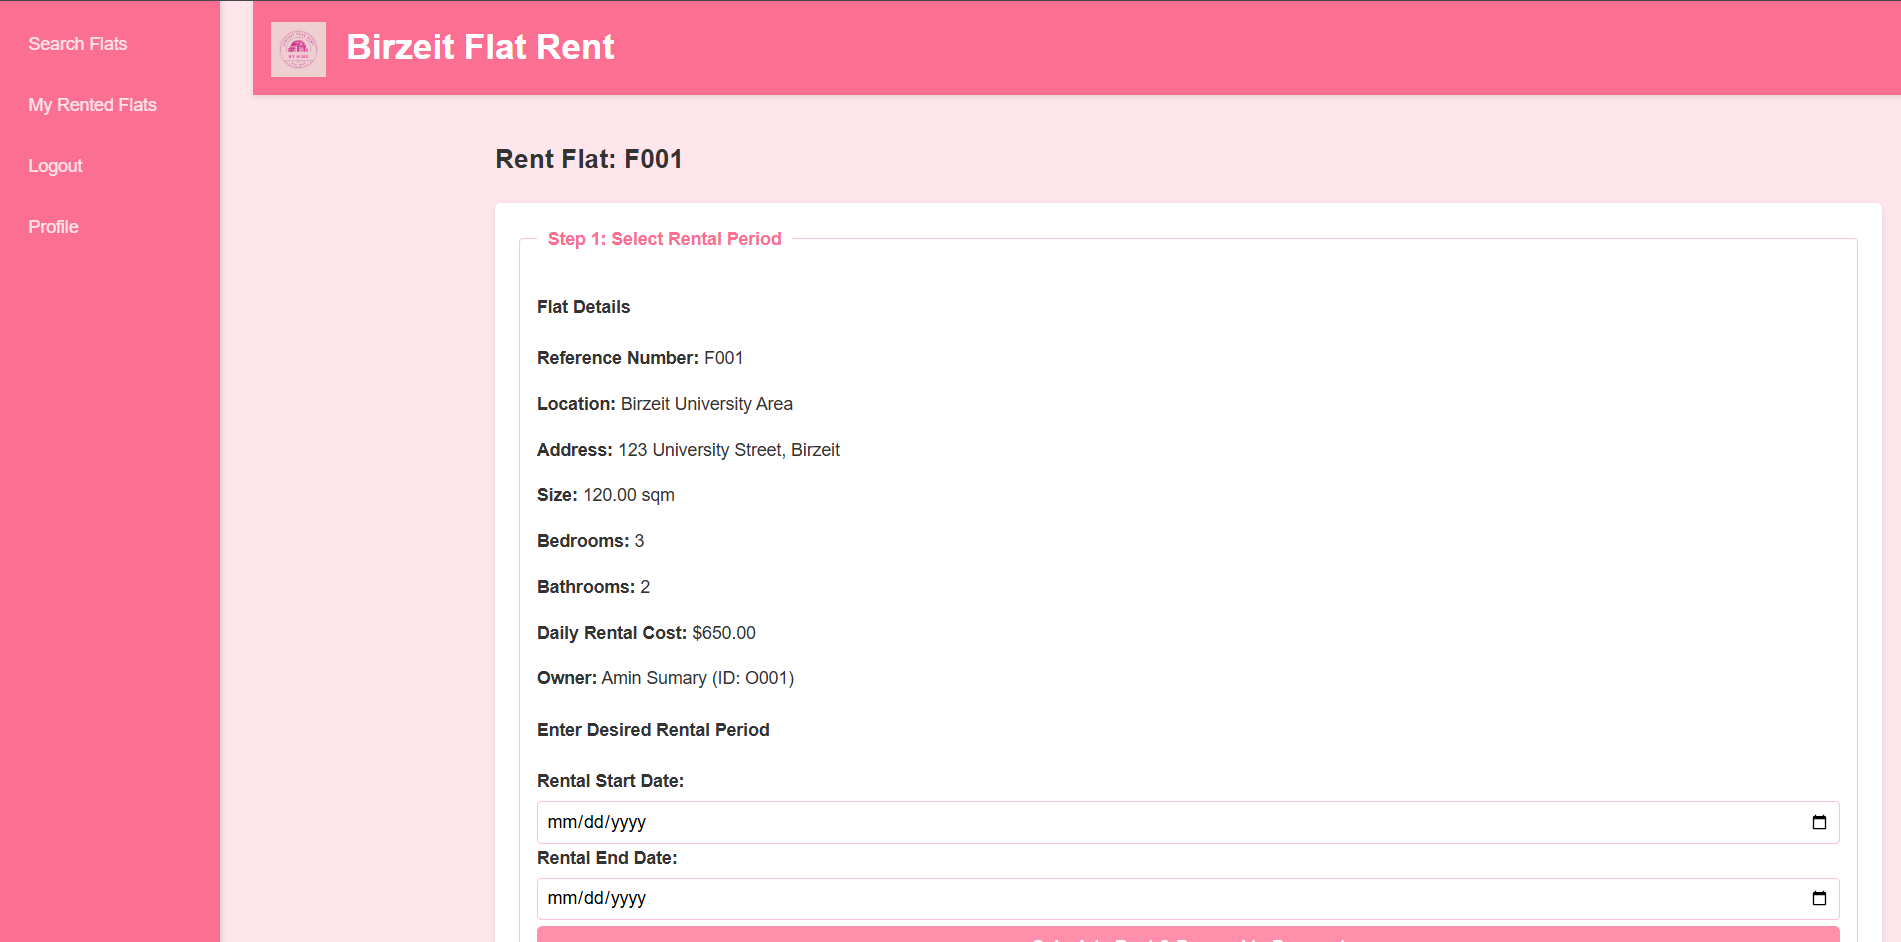 Search Flats
My Rented Flats
Logout
Profile
Birzeit Flat Rent
Rent Flat: F001
Step 1: Select Rental Period
Flat Details
Reference Number: F001
Location: Birzeit University Area
Address: 123 University Street, Birzeit
Size: 120.00 sqm
Bedrooms: 3
Bathrooms: 2
Daily Rental Cost: $650.00
Owner: Amin Sumary (ID: O001)
Enter Desired Rental Period
Rental Start Date:
mm/dd/yyyy
Rental End Date:
mm/dd/yyyy